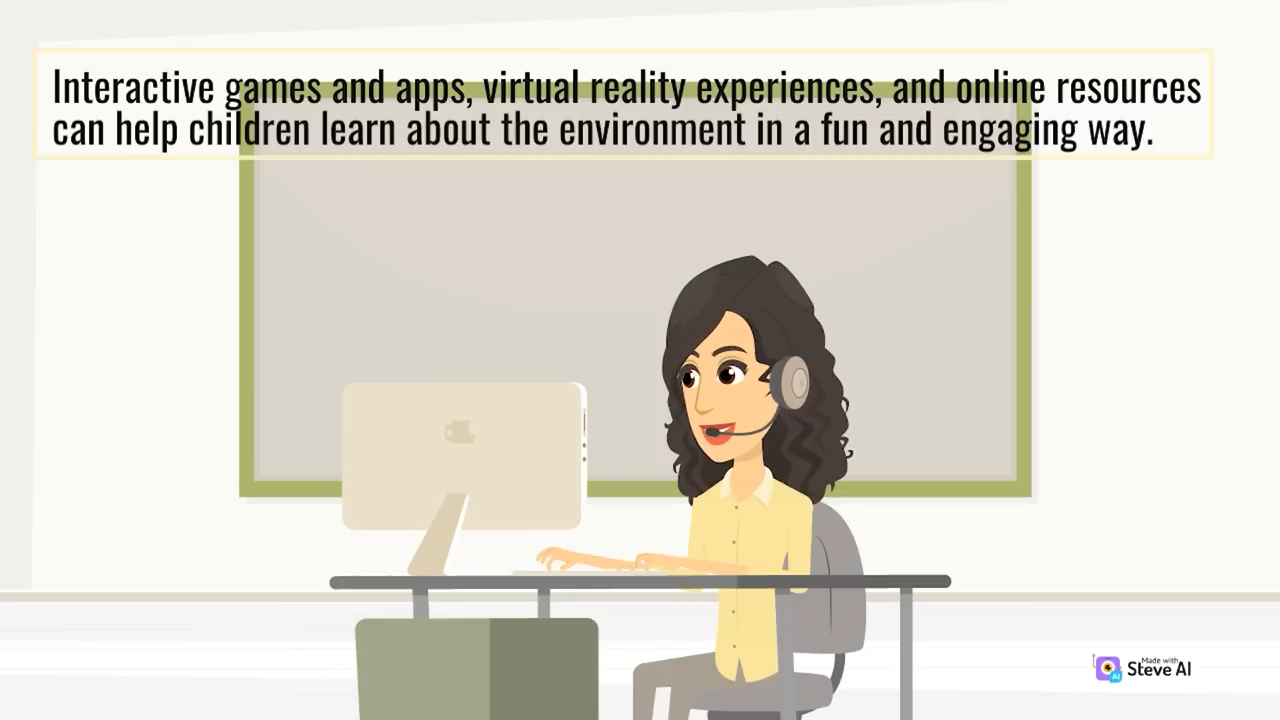 Interactive games and apps, virtual reality experiences, and online resources
can help children learn about the environment in a fun and engaging way.
Made with
Steve AI
AI